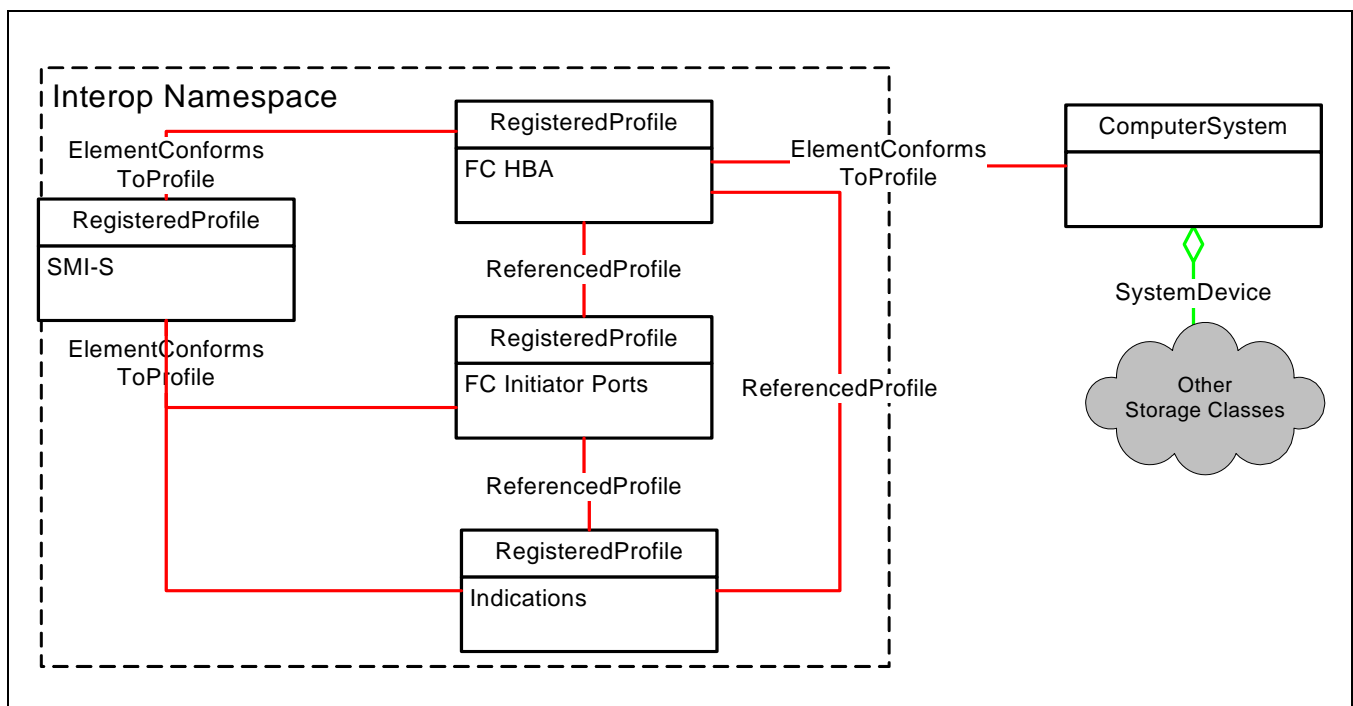 Interop Namespace
RegisteredProfile
FC HBA
ElementConforms
ToProfile
ElementConforms
ToProfile
ComputerSystem
RegisteredProfile
SMI-S
ReferencedProfile
SystemDevice
RegisteredProfile
FC Initiator Ports
ElementConforms
ToProfile
ReferencedProfile
Other
Storage Classes
ReferencedProfile
RegisteredProfile
Indications